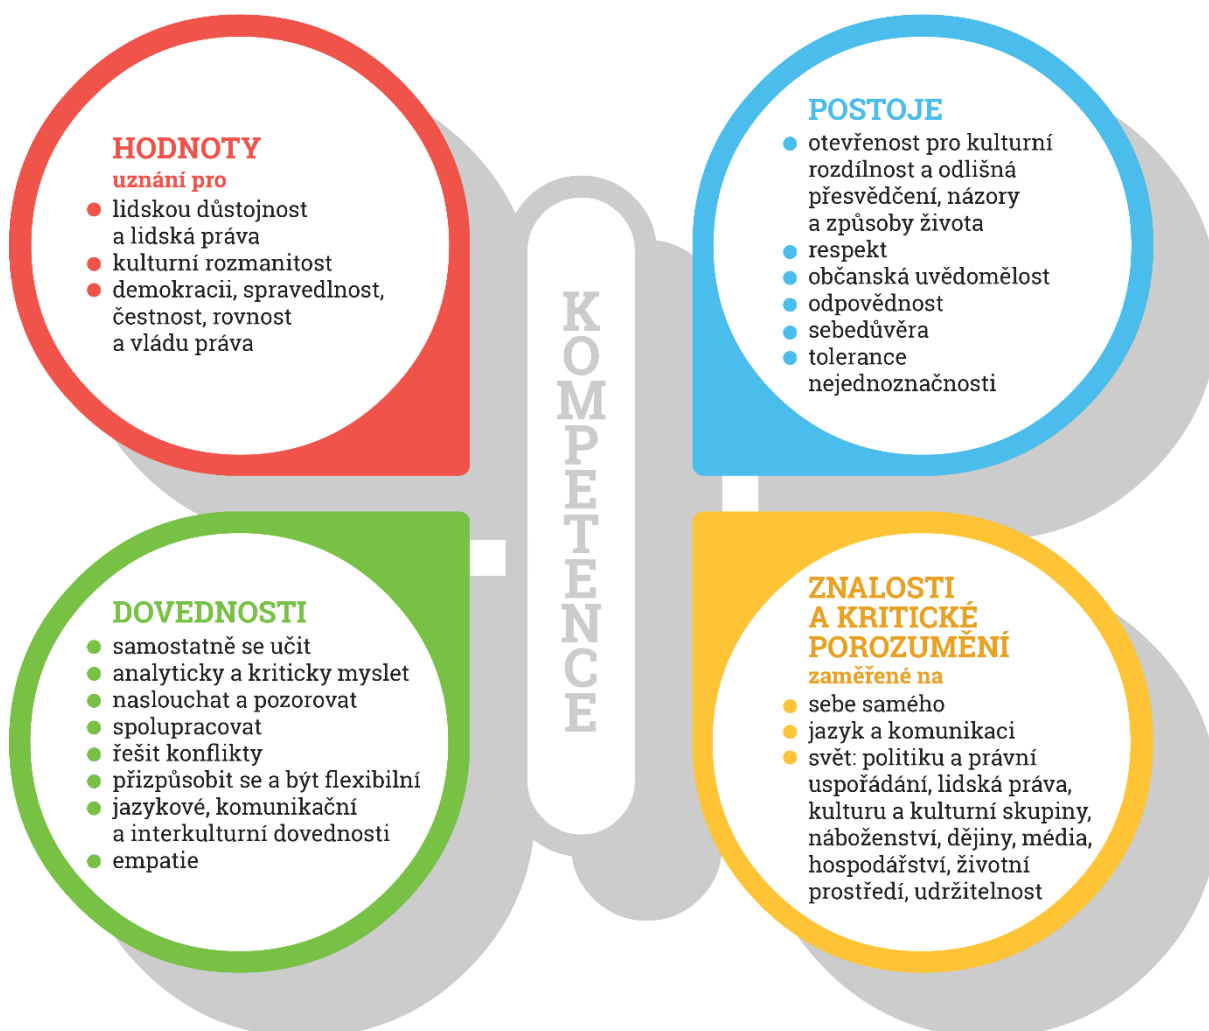 HODNOTY
uznání pro
lidskou důstojnost
a lidská práva
kulturní rozmanitost
demokracii, spravedlnost,
čestnost, rovnost
a vládu práva
POSTOJE
otevřenost pro kulturní
rozdílnost a odlišná
přesvědčení, názory
a způsoby života
respekt
občanská uvědomělost
odpovědnost
sebedůvěra
tolerance
nejednoznačnosti
KOMPETENCE
DOVEDNOSTI
samostatně se učit
analyticky a kriticky myslet
naslouchat a pozorovat
spolupracovat
řešit konflikty
přizpůsobit se a být flexibilní
jazykové, komunikační
a interkulturní dovednosti
empatie
ZNALOSTI
A KRITICKÉ
POROZUMĚNÍ
zaměřené na
sebe samého
jazyk a komunikaci
svět: politiku a právní
uspořádání, lidská práva,
kulturu a kulturní skupiny,
náboženství, dějiny, média,
hospodářství, životní
prostředí, udržitelnost